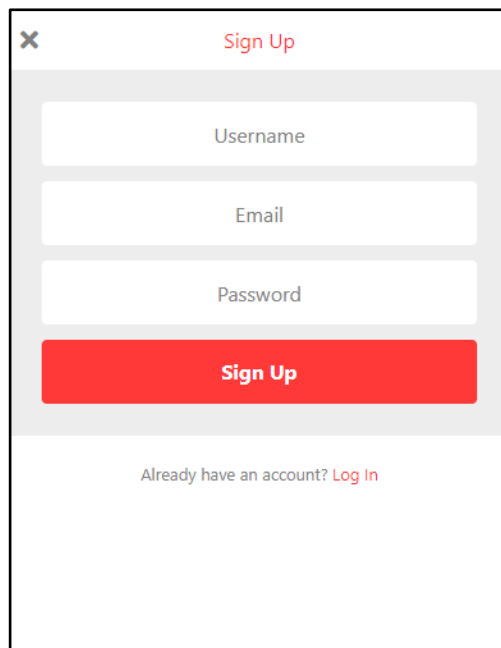 Sign Up
Username
Email
Password
Sign Up
Already have an account? Log In